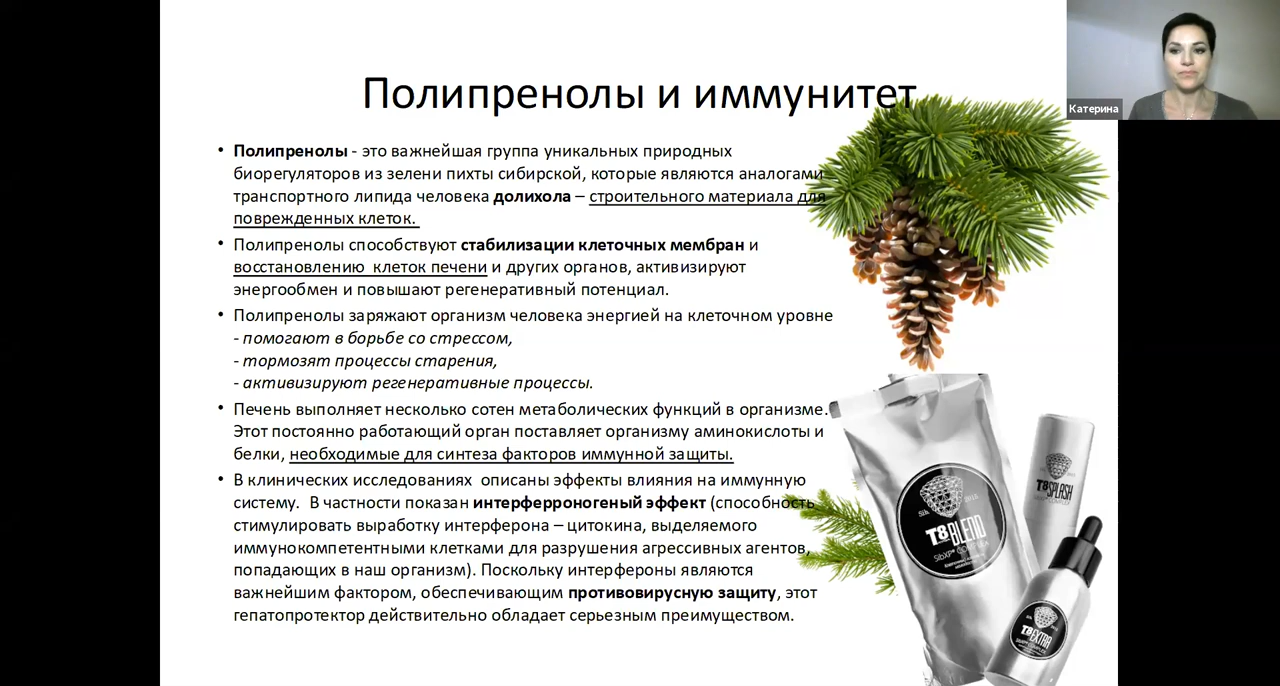 Полипренолы и иммунитет
Катерина
• Полипренолы - это важнейшая группа уникальных природных
биорегуляторов из зелени пихты сибирской, которые являются аналогами
транспортного липида человека долихола – строительного материала для
поврежденных клеток.
• Полипренолы способствуют стабилизации клеточных мембран и
восстановлению клеток печени и других органов, активизируют
энергообмен и повышают регенеративный потенциал.
• Полипренолы заряжают организм человека энергией на клеточном уровне
- помогают в борьбе со стрессом,
- тормозят процессы старения,
- активизируют регенеративные процессы.
• Печень выполняет несколько сотен метаболических функций в организме.
Этот постоянно работающий орган поставляет организму аминокислоты и
белки, необходимые для синтеза факторов иммунной защиты.
• В клинических исследованиях описаны эффекты влияния на иммунную
систему. В частности показан интерферроногеный эффект (способность
стимулировать выработку интерферона – цитокина, выделяемого
иммунокомпетентными клетками для разрушения агрессивных агентов,
попадающих в наш организм). Поскольку интерфероны являются
важнейшим фактором, обеспечивающим противовирусную защиту, этот
гепатопротектор действительно обладает серьезным преимуществом.
T8 SPLASH
T8 BLEND
SibXP® COMPLEX
T8 EXTRA